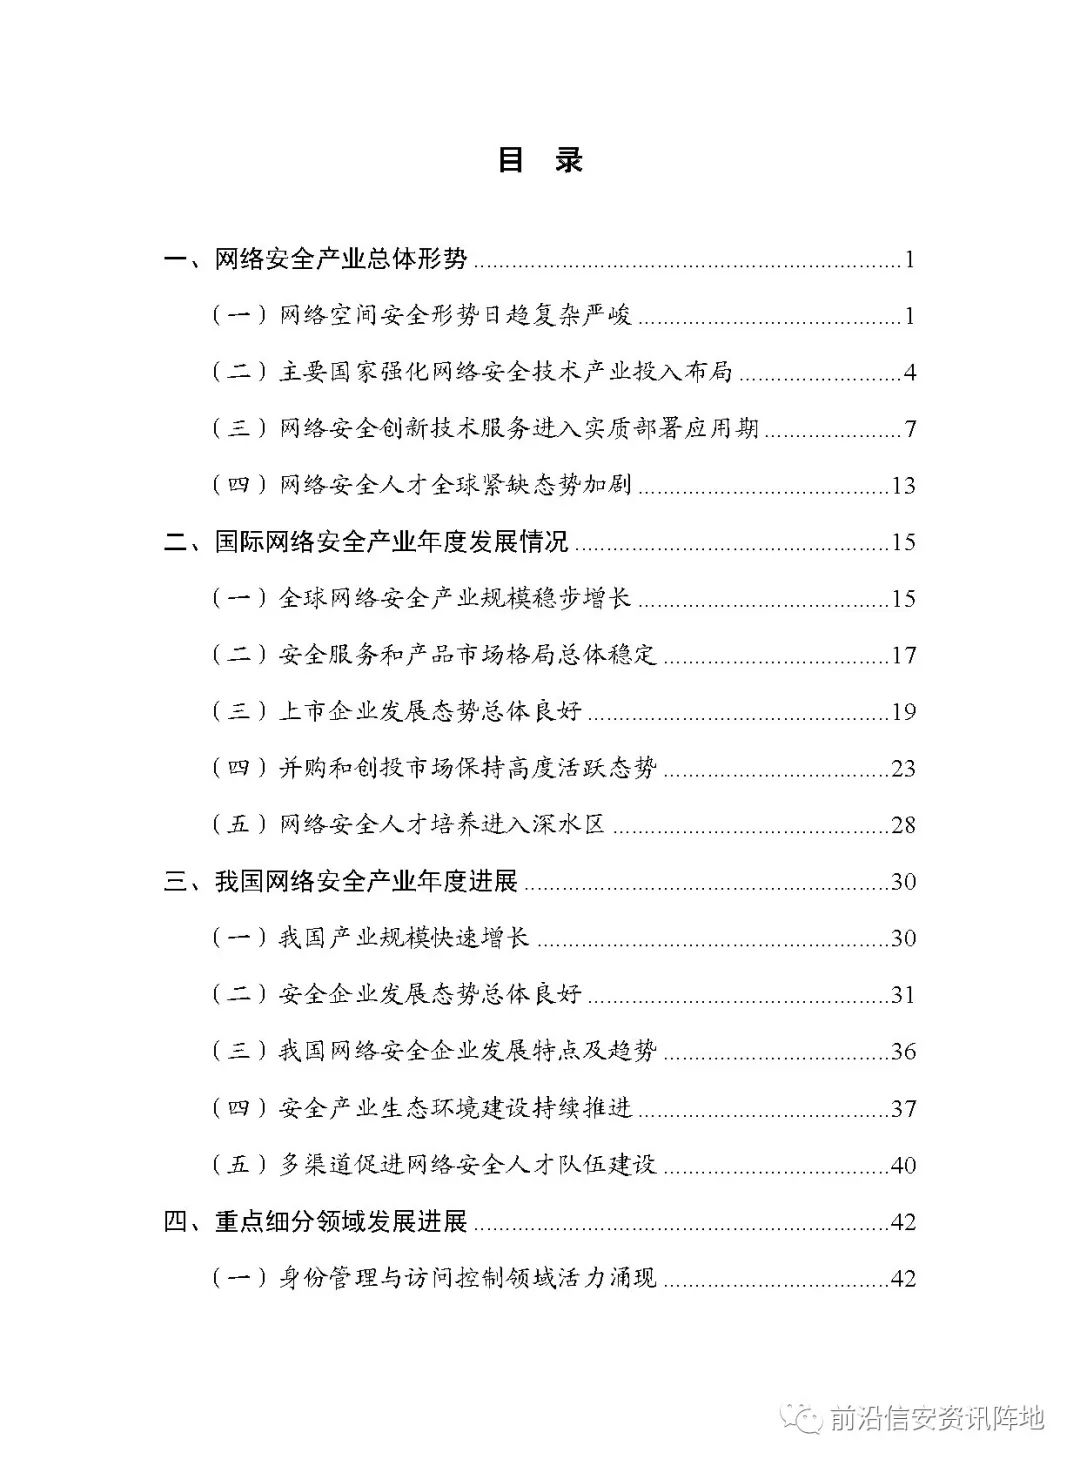 目 录
一、网络安全产业总体形势 1
（一）网络空间安全形势日趋复杂严峻 1
（二）主要国家强化网络安全技术产业投入布局 4
（三）网络安全创新技术服务进入实质部署应用期 7
（四）网络安全人才全球紧缺态势加剧 13
二、国际网络安全产业年度发展情况 15
（一）全球网络安全产业规模稳步增长 15
（二）安全服务和产品市场格局总体稳定 17
（三）上市企业发展态势总体良好 19
（四）并购和创投市场保持高度活跃态势 23
（五）网络安全人才培养进入深水区 28
三、我国网络安全产业年度进展 30
（一）我国产业规模快速增长 30
（二）安全企业发展态势总体良好 31
（三）我国网络安全企业发展特点及趋势 36
（四）安全产业生态环境建设持续推进 37
（五）多渠道促进网络安全人才队伍建设 40
四、重点细分领域发展进展 42
（一）身份管理与访问控制领域活力涌现 42
前沿信安资讯阵地